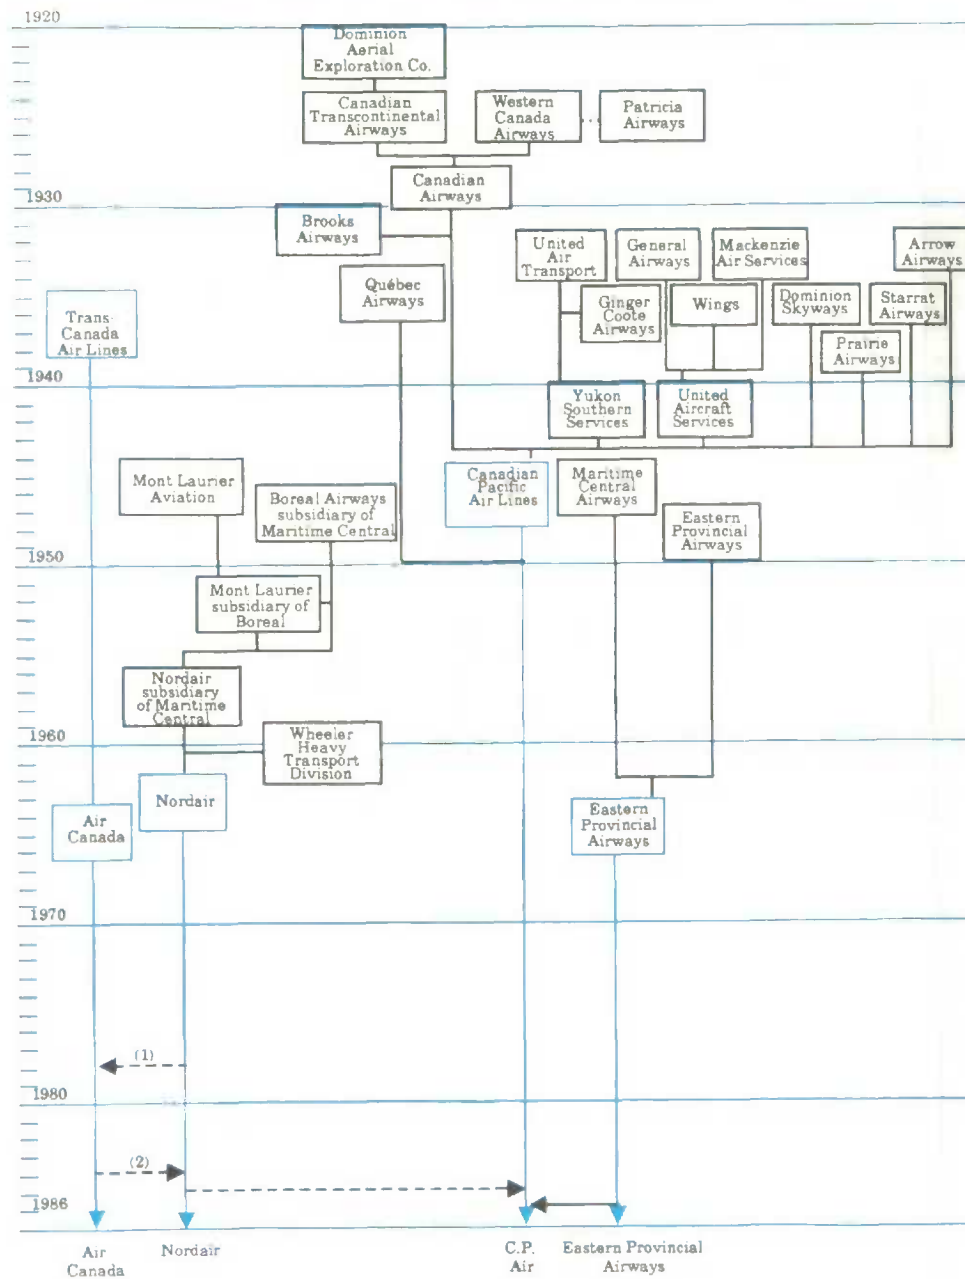 1920
Dominion
Aerial
Exploration Co.
Canadian
Transcontinental
Airways
Western
Canada
Airways
Patricia
Airways
Canadian
Airways
1930
Brooks
Airways
Québec
Airways
United
Air
Transport
General
Airways
Mackenzie
Air Services
Arrow
Airways
Ginger
Coote
Airways
Wings
Dominion
Skyways
Starrat
Airways
Prairie
Airways
Trans-
Canada
Air Lines
1940
Yukon
Southern
Services
United
Aircraft
Services
Mont Laurier
Aviation
Boreal Airways
subsidiary of
Maritime Central
Canadian
Pacific
Air Lines
Maritime
Central
Airways
Eastern
Provincial
Airways
1950
Mont Laurier
subsidiary of
Boreal
Nordair
subsidiary
of Maritime
Central
1960
Wheeler
Heavy
Transport
Division
Nordair
Air
Canada
Eastern
Provincial
Airways
1970
(1)
1980
(2)
1986
Air
Canada
Nordair
C.P.
Air
Eastern Provincial
Airways